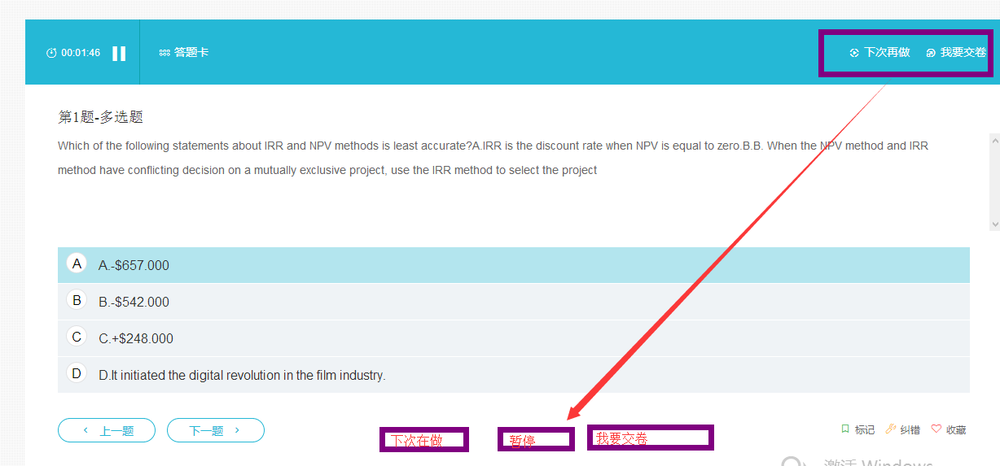 00:01:46 答题卡 下次再做 我要交卷
第1题-多选题
Which of the following statements about IRR and NPV methods is least accurate?A.IRR is the discount rate when NPV is equal to zero.B.B. When the NPV method and IRR
method have conflicting decision on a mutually exclusive project, use the IRR method to select the project
A A.-$657.000
B B.-$542.000
C C.+$248.000
D D.It initiated the digital revolution in the film industry.
上一题 下一题 下次在做 暂停 我要交卷 标记 纠错 收藏
激活 Windows